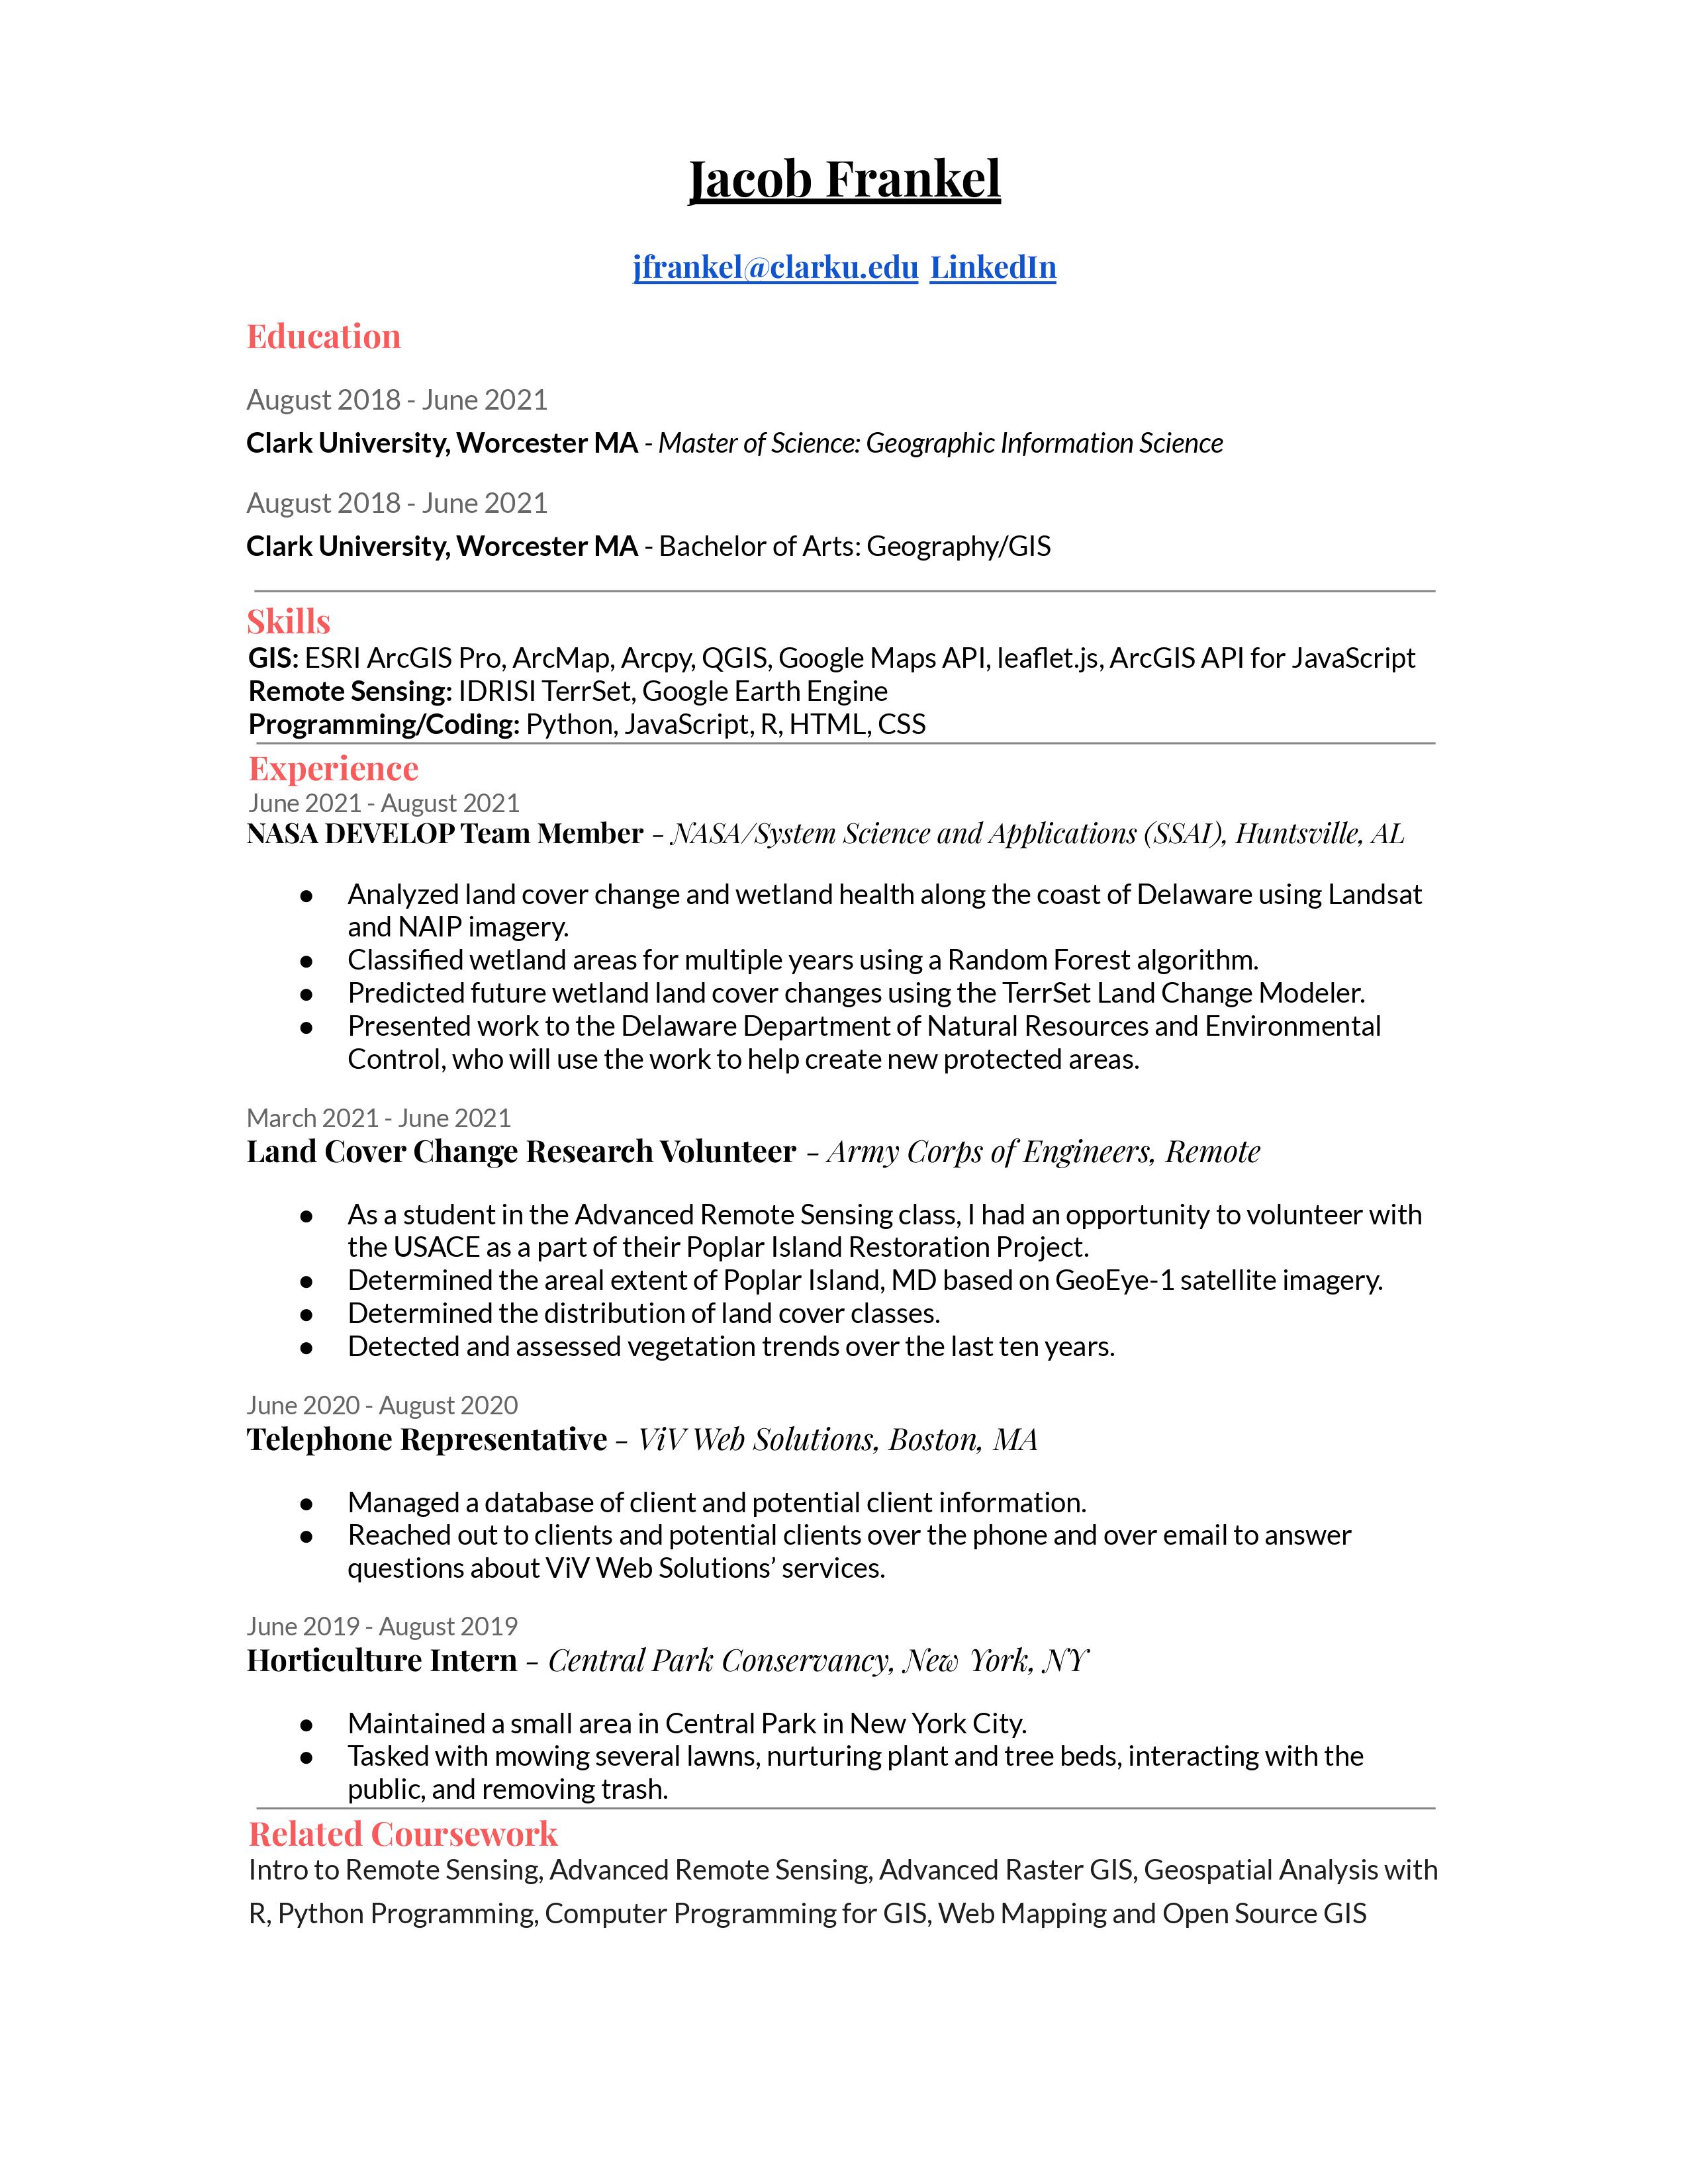 Jacob Frankel
jfrankel@clarku.edu LinkedIn
Education
August 2018 - June 2021
Clark University, Worcester MA - Master of Science: Geographic Information Science
August 2018 - June 2021
Clark University, Worcester MA - Bachelor of Arts: Geography/GIS
Skills
GIS: ESRI ArcGIS Pro, ArcMap, Arcpy, QGIS, Google Maps API, leaflet.js, ArcGIS API for JavaScript
Remote Sensing: IDRISI TerrSet, Google Earth Engine
Programming/Coding: Python, JavaScript, R, HTML, CSS
Experience
June 2021 - August 2021
NASA DEVELOP Team Member – NASA/System Science and Applications (SSAI), Huntsville, AL
● Analyzed land cover change and wetland health along the coast of Delaware using Landsat
and NAIP imagery.
● Classified wetland areas for multiple years using a Random Forest algorithm.
● Predicted future wetland land cover changes using the TerrSet Land Change Modeler.
● Presented work to the Delaware Department of Natural Resources and Environmental
Control, who will use the work to help create new protected areas.
March 2021 - June 2021
Land Cover Change Research Volunteer – Army Corps of Engineers, Remote
● As a student in the Advanced Remote Sensing class, I had an opportunity to volunteer with
the USACE as a part of their Poplar Island Restoration Project.
● Determined the areal extent of Poplar Island, MD based on GeoEye-1 satellite imagery.
● Determined the distribution of land cover classes.
● Detected and assessed vegetation trends over the last ten years.
June 2020 - August 2020
Telephone Representative – ViV Web Solutions, Boston, MA
● Managed a database of client and potential client information.
● Reached out to clients and potential clients over the phone and over email to answer
questions about ViV Web Solutions’ services.
June 2019 - August 2019
Horticulture Intern – Central Park Conservancy, New York, NY
● Maintained a small area in Central Park in New York City.
● Tasked with mowing several lawns, nurturing plant and tree beds, interacting with the
public, and removing trash.
Related Coursework
Intro to Remote Sensing, Advanced Remote Sensing, Advanced Raster GIS, Geospatial Analysis with
R, Python Programming, Computer Programming for GIS, Web Mapping and Open Source GIS